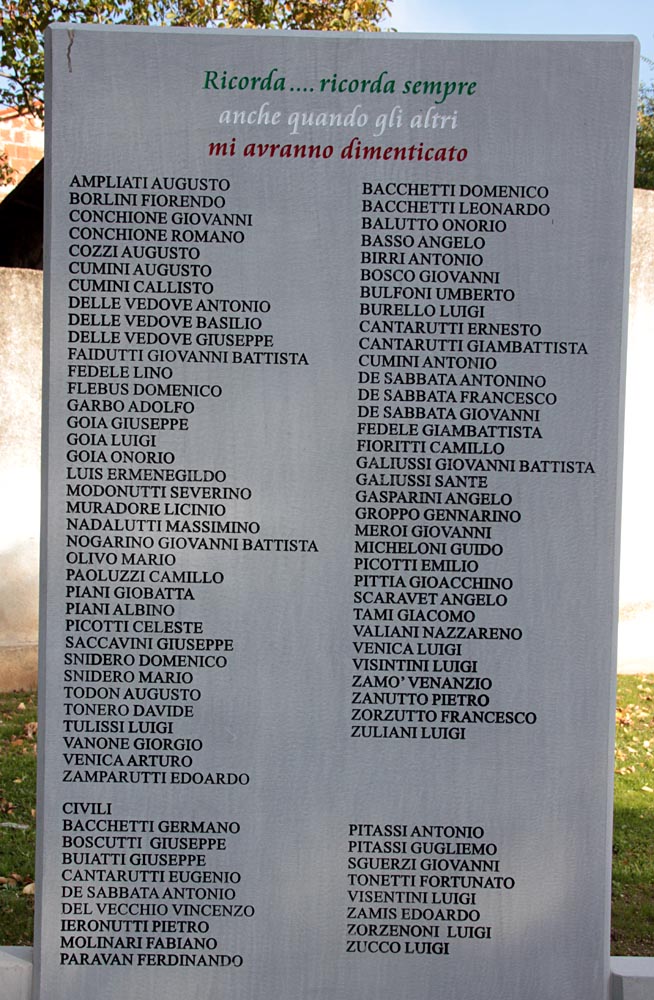 Ricorda.... ricorda sempre
anche quando gli altri
mi avranno dimenticato
AMPLIATI AUGUSTO
BORLINI FIORENDO
CONCHIONE GIOVANNI
CONCHIONE ROMANO
COZZI AUGUSTO
CUMINI AUGUSTO
CUMINI CALLISTO
DELLE VEDOVE ANTONIO
DELLE VEDOVE BASILIO
DELLE VEDOVE GIUSEPPE
FAIDUTTI GIOVANNI BATTISTA
FEDELE LINO
FLEBUS DOMENICO
GARBO ADOLFO
GOIA GIUSEPPE
GOIA LUIGI
GOIA ONORIO
LUIS ERMENEGILDO
MODONUTTI SEVERINO
MURADORE LICINIO
NADALUTTI MASSIMINO
NOGARINO GIOVANNI BATTISTA
OLIVO MARIO
PAOLUZZI CAMILLO
PIANI GIOBATTA
PIANI ALBINO
PICOTTI CELESTE
SACCAVINI GIUSEPPE
SNIDERO DOMENICO
SNIDERO MARIO
TODON AUGUSTO
TONERO DAVIDE
TULISSI LUIGI
VANONE GIORGIO
VENICA ARTURO
ZAMPARUTTI EDOARDO
BACCHETTI DOMENICO
BACCHETTI LEONARDO
BALUTTO ONORIO
BASSO ANGELO
BIRRI ANTONIO
BOSCO GIOVANNI
BULFONI UMBERTO
BURELLO LUIGI
CANTARUTTI ERNESTO
CANTARUTTI GIAMBATTISTA
CUMINI ANTONIO
DE SABBATA ANTONINO
DE SABBATA FRANCESCO
DE SABBATA GIOVANNI
FEDELE GIAMBATTISTA
FIORITTI CAMILLO
GALIUSSI GIOVANNI BATTISTA
GALIUSSI SANTE
GASPARINI ANGELO
GROPPO GENNARINO
MEROI GIOVANNI
MICHELONI GUIDO
PICOTTI EMILIO
PITTIA GIOACCHINO
SCARAVET ANGELO
TAMI GIACOMO
VALIANI NAZZARENO
VENICA LUIGI
VISINTINI LUIGI
ZAMO' VENANZIO
ZANUTTO PIETRO
ZORZUTTO FRANCESCO
ZULIANI LUIGI
CIVILI
BACCHETTI GERMANO
BOSCUTTI GIUSEPPE
BUIATTI GIUSEPPE
CANTARUTTI EUGENIO
DE SABBATA ANTONIO
DEL VECCHIO VINCENZO
IERONUTTI PIETRO
MOLINARI FABIANO
PARAVAN FERDINANDO
PITASSI ANTONIO
PITASSI GUGLIEMO
SGUERZI GIOVANNI
TONETTI FORTUNATO
VISENTINI LUIGI
ZAMIS EDOARDO
ZORZENONI LUIGI
ZUCCO LUIGI